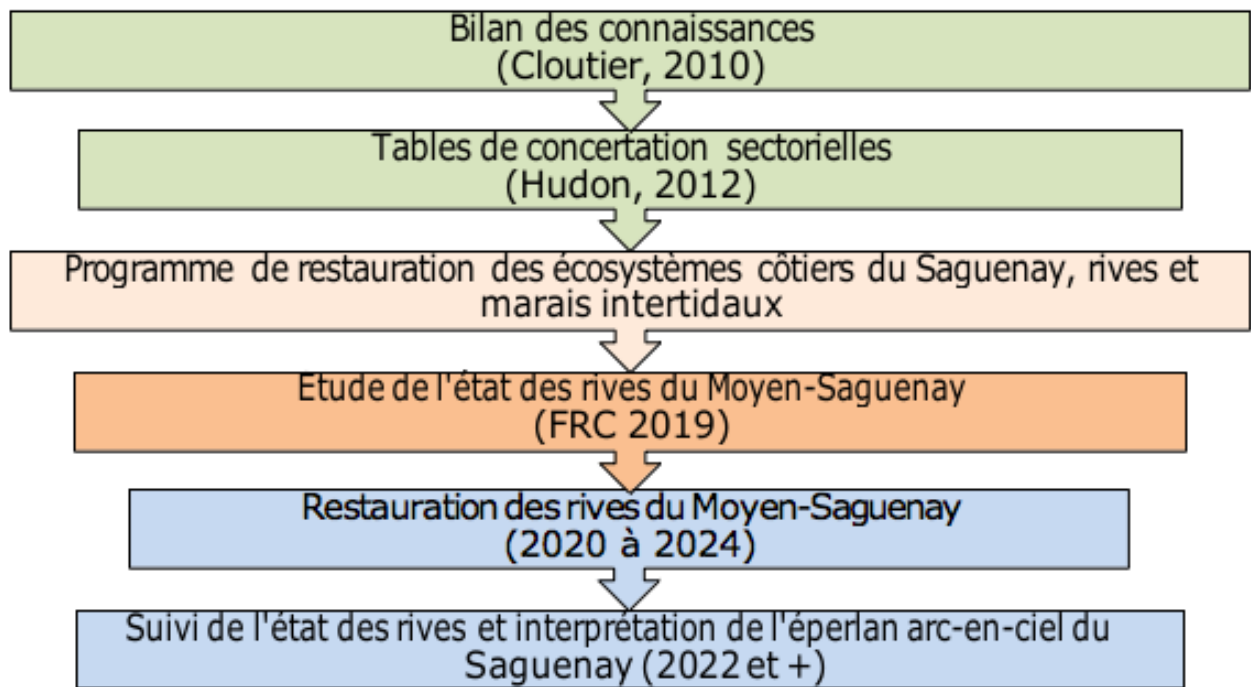 Bilan des connaissances
(Cloutier, 2010)
Tables de concertation sectorielles
(Hudon, 2012)
Programme de restauration des écosystèmes côtiers du Saguenay, rives et
marais intertidaux
Etude de l'état des rives du Moyen-Saguenay
(FRC 2019)
Restauration des rives du Moyen-Saguenay
(2020 à 2024)
Suivi de l'état des rives et interprétation de l'éperlan arc-en-ciel du
Saguenay (2022 et +)